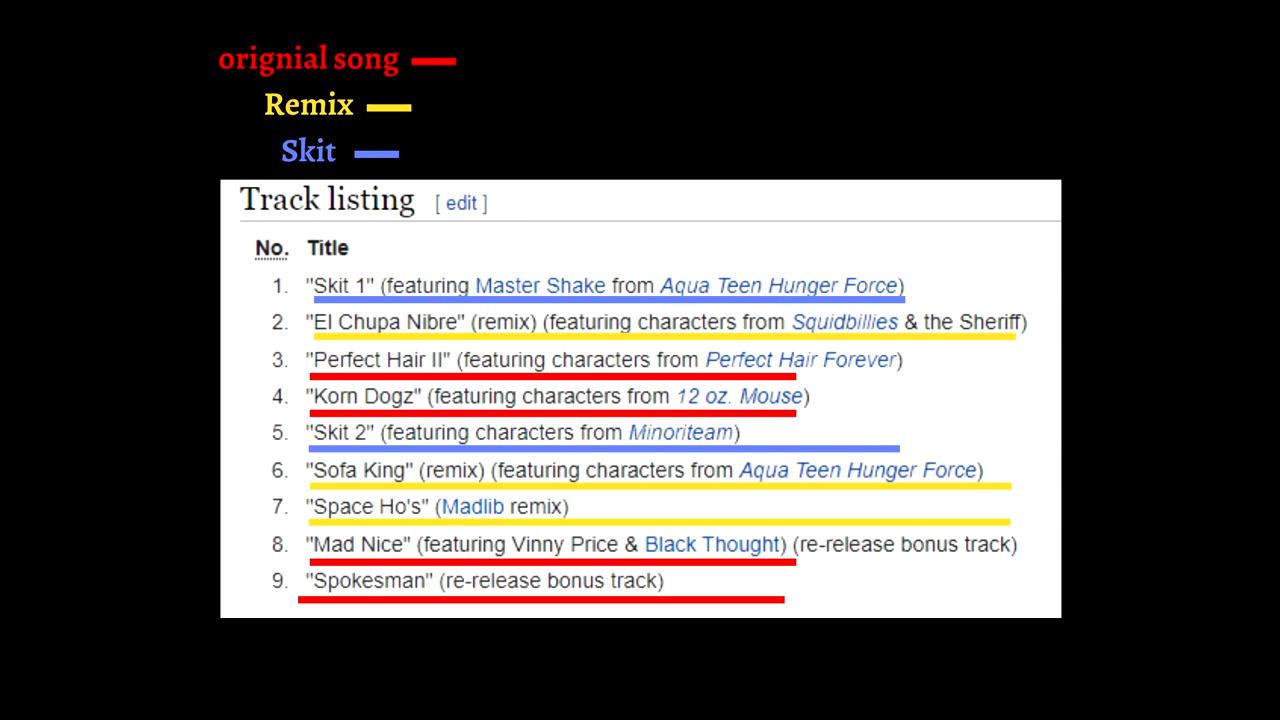 orignial song
Remix
Skit
Track listing [ edit ]
No. Title
1. "Skit 1" (featuring Master Shake from Aqua Teen Hunger Force)
2. "El Chupa Nibre" (remix) (featuring characters from Squidbillies & the Sheriff)
3. "Perfect Hair II" (featuring characters from Perfect Hair Forever)
4. "Korn Dogz" (featuring characters from 12 oz. Mouse)
5. "Skit 2" (featuring characters from Minoriteam)
6. "Sofa King" (remix) (featuring characters from Aqua Teen Hunger Force)
7. "Space Ho's" (Madlib remix)
8. "Mad Nice" (featuring Vinny Price & Black Thought) (re-release bonus track)
9. "Spokesman" (re-release bonus track)